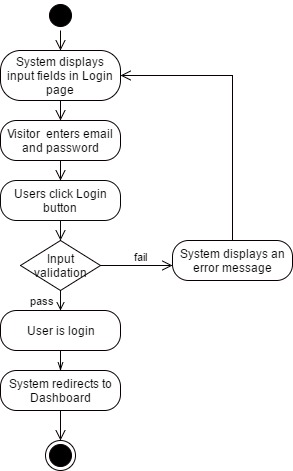 System displays
input fields in Login
page
Visitor enters email
and password
Users click Login
button
Input
validation
fail
System displays an
error message
pass
User is login
System redirects to
Dashboard